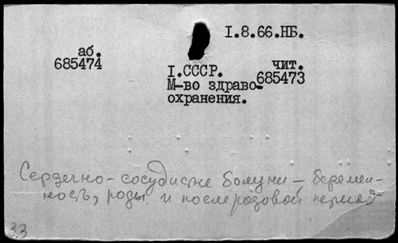 I.8.66.НБ.
аб.
685474
чит.
685473
I.СССР.
М-во здраво-
охранения.
Сердечно-сосудистые болезни – беремен-
ность, роды и послеродовой период
33